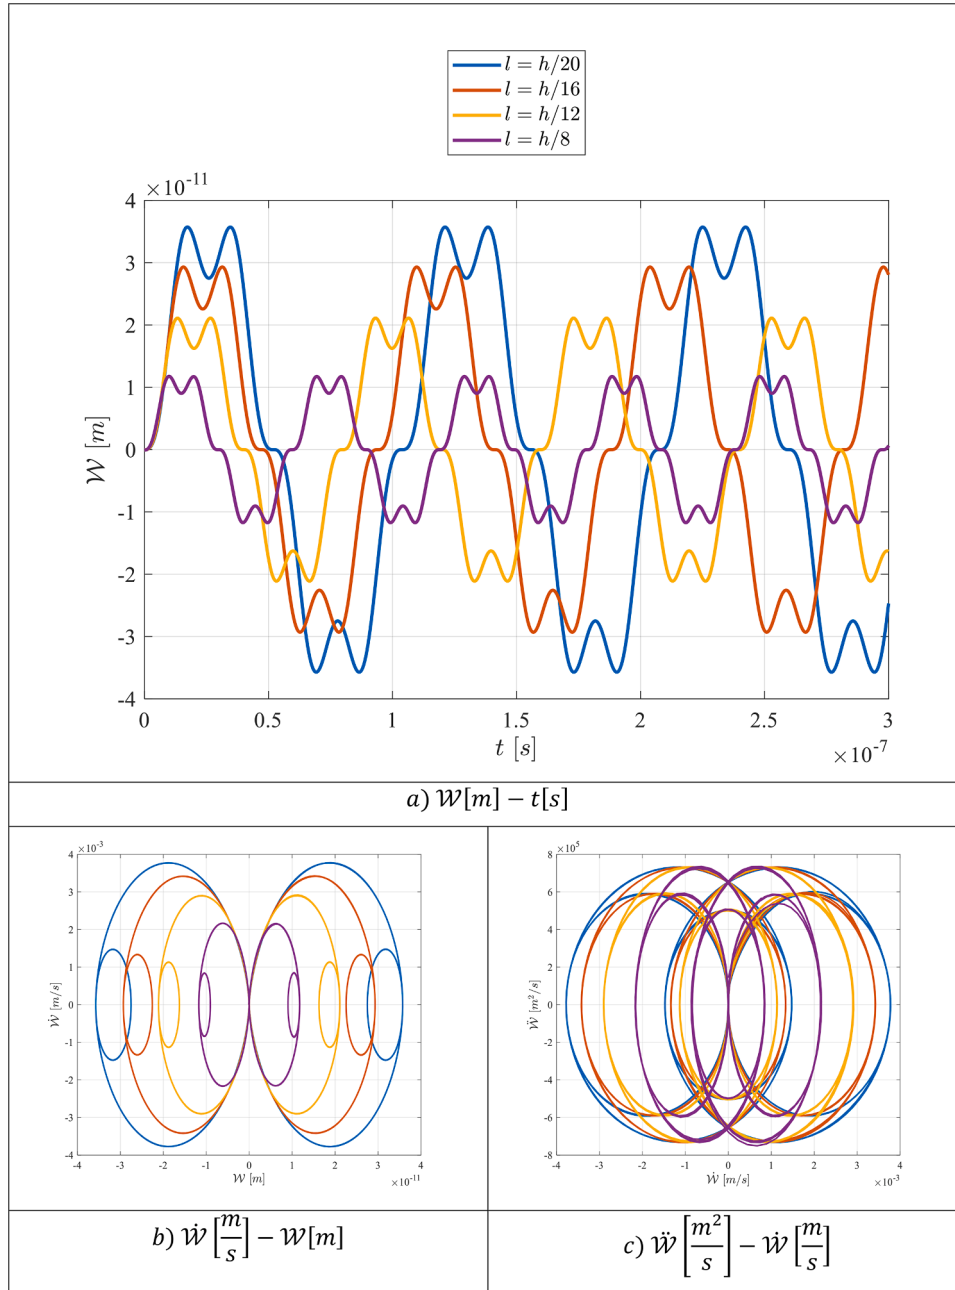 l = h/20
l = h/16
l = h/12
l = h/8
×10⁻¹¹
4
3
2
1
0
-1
-2
-3
-4
𝒲 [m]
0 0.5 1 1.5 2 2.5 3
t [s]
×10⁻⁷
a) 𝒲[m] − t[s]
×10⁻³
4
3
2
1
0
-1
-2
-3
-4
𝒲̇ [m/s]
-4 -3 -2 -1 0 1 2 3 4
𝒲 [m]
×10⁻¹¹
×10⁵
8
6
4
2
0
-2
-4
-6
-8
𝒲̈ [m²/s]
-4 -3 -2 -1 0 1 2 3 4
𝒲̇ [m/s]
×10⁻³
b) 𝒲̇ [m/s] − 𝒲[m]
c) 𝒲̈ [m²/s] − 𝒲̇ [m/s]